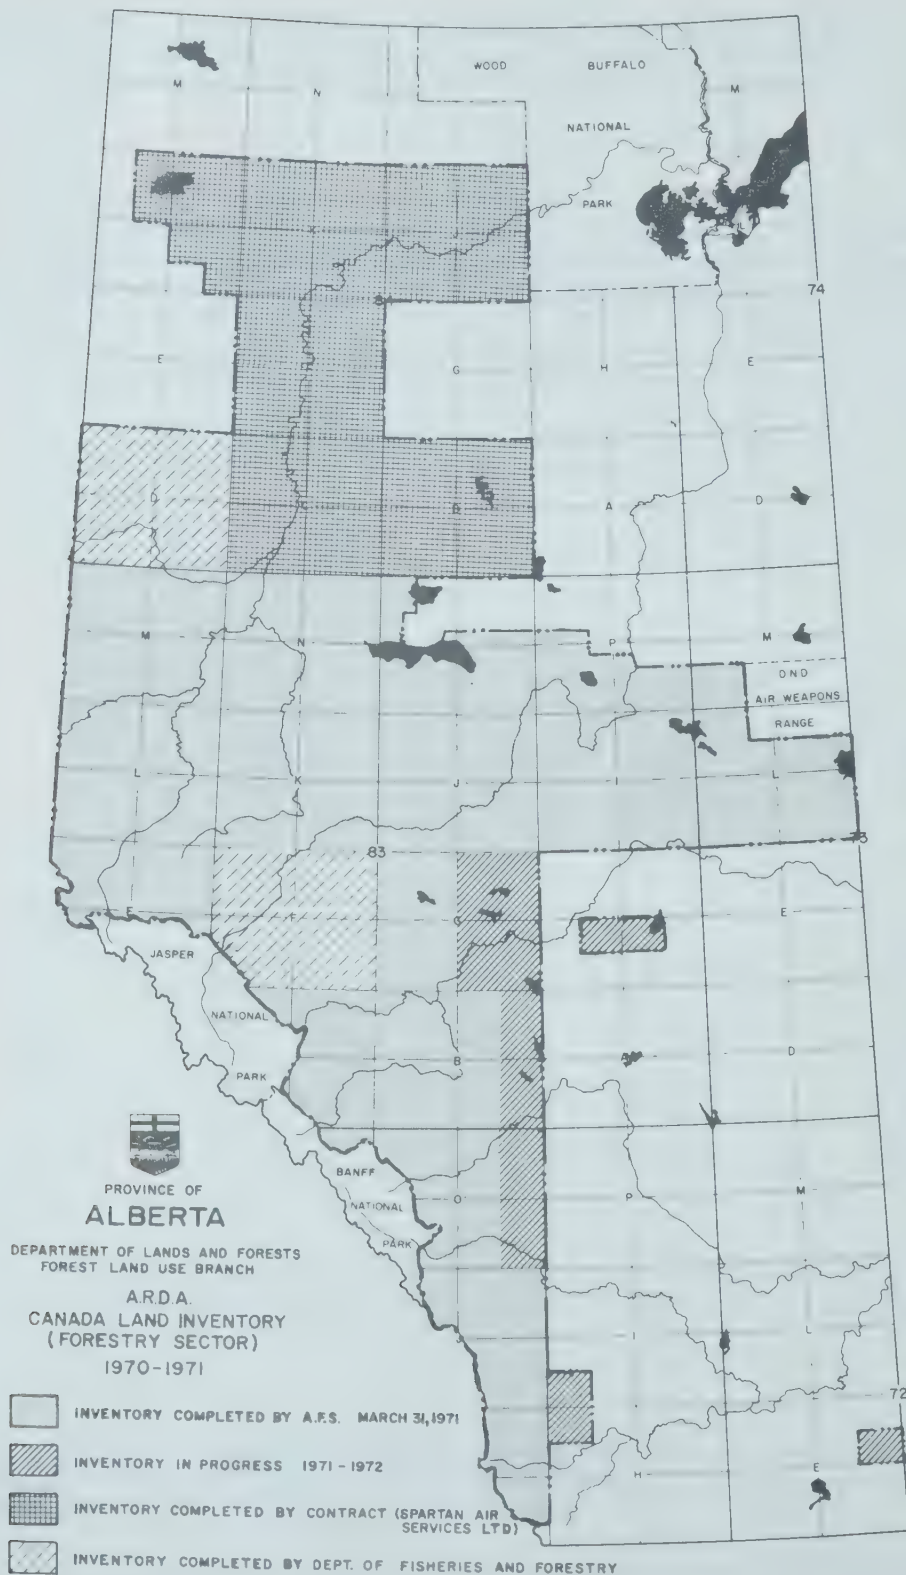 WOOD BUFFALO
NATIONAL
PARK
M
N
M
K
J
L
84
74
E
G
H
E
D
B
A
D
M
N
P
M
DND
AIR WEAPONS
RANGE
L
K
J
I
L
83
73
E
F
G
E
JASPER
NATIONAL
PARK
B
A
D
BANFF
NATIONAL
PARK
O
P
M
J
I
L
72
H
E
PROVINCE OF
ALBERTA
DEPARTMENT OF LANDS AND FORESTS
FOREST LAND USE BRANCH
A.R.D.A.
CANADA LAND INVENTORY
(FORESTRY SECTOR)
1970-1971
INVENTORY COMPLETED BY A.F.S. MARCH 31, 1971
INVENTORY IN PROGRESS 1971-1972
INVENTORY COMPLETED BY CONTRACT (SPARTAN AIR
SERVICES LTD)
INVENTORY COMPLETED BY DEPT. OF FISHERIES AND FORESTRY